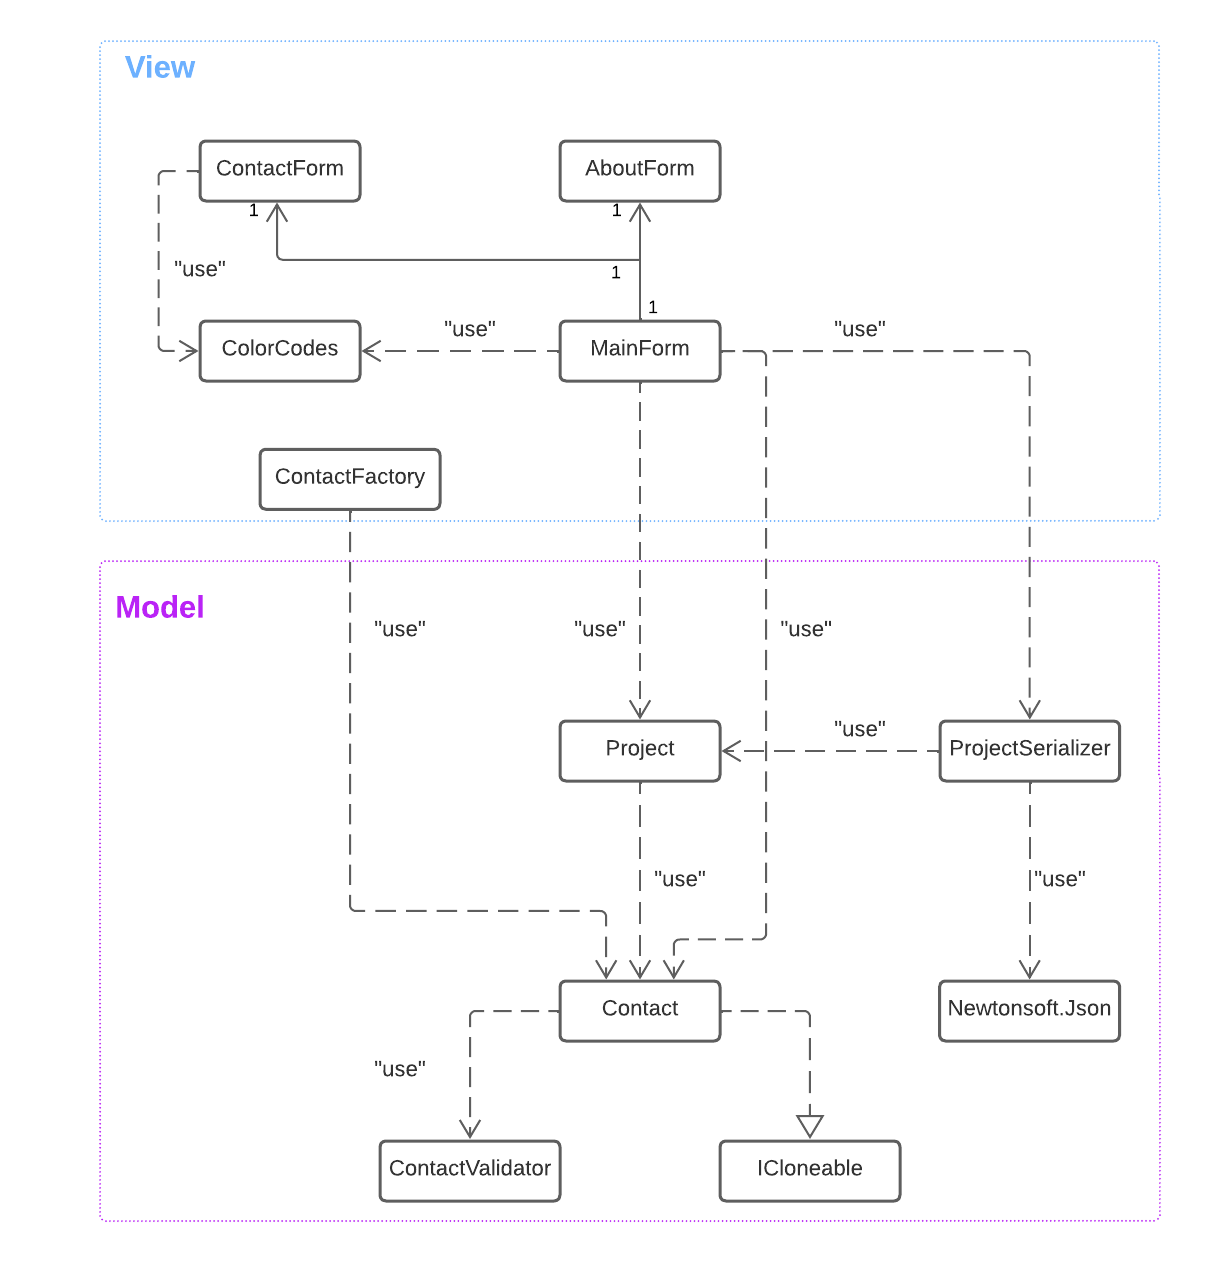 View
ContactForm
AboutForm
1
1
"use"
1
1
"use"
"use"
ColorCodes
MainForm
ContactFactory
Model
"use"
"use"
"use"
"use"
Project
ProjectSerializer
"use"
"use"
Contact
Newtonsoft.Json
"use"
ContactValidator
ICloneable